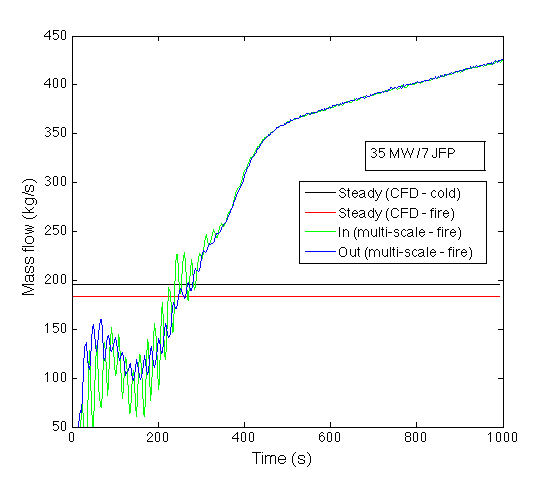 450
400
350
300
250
200
150
100
50
Mass flow (kg/s)
35 MW/7 JFP
Steady (CFD - cold)
Steady (CFD - fire)
In (multi-scale - fire)
Out (multi-scale - fire)
0
200
400
600
800
1000
Time (s)